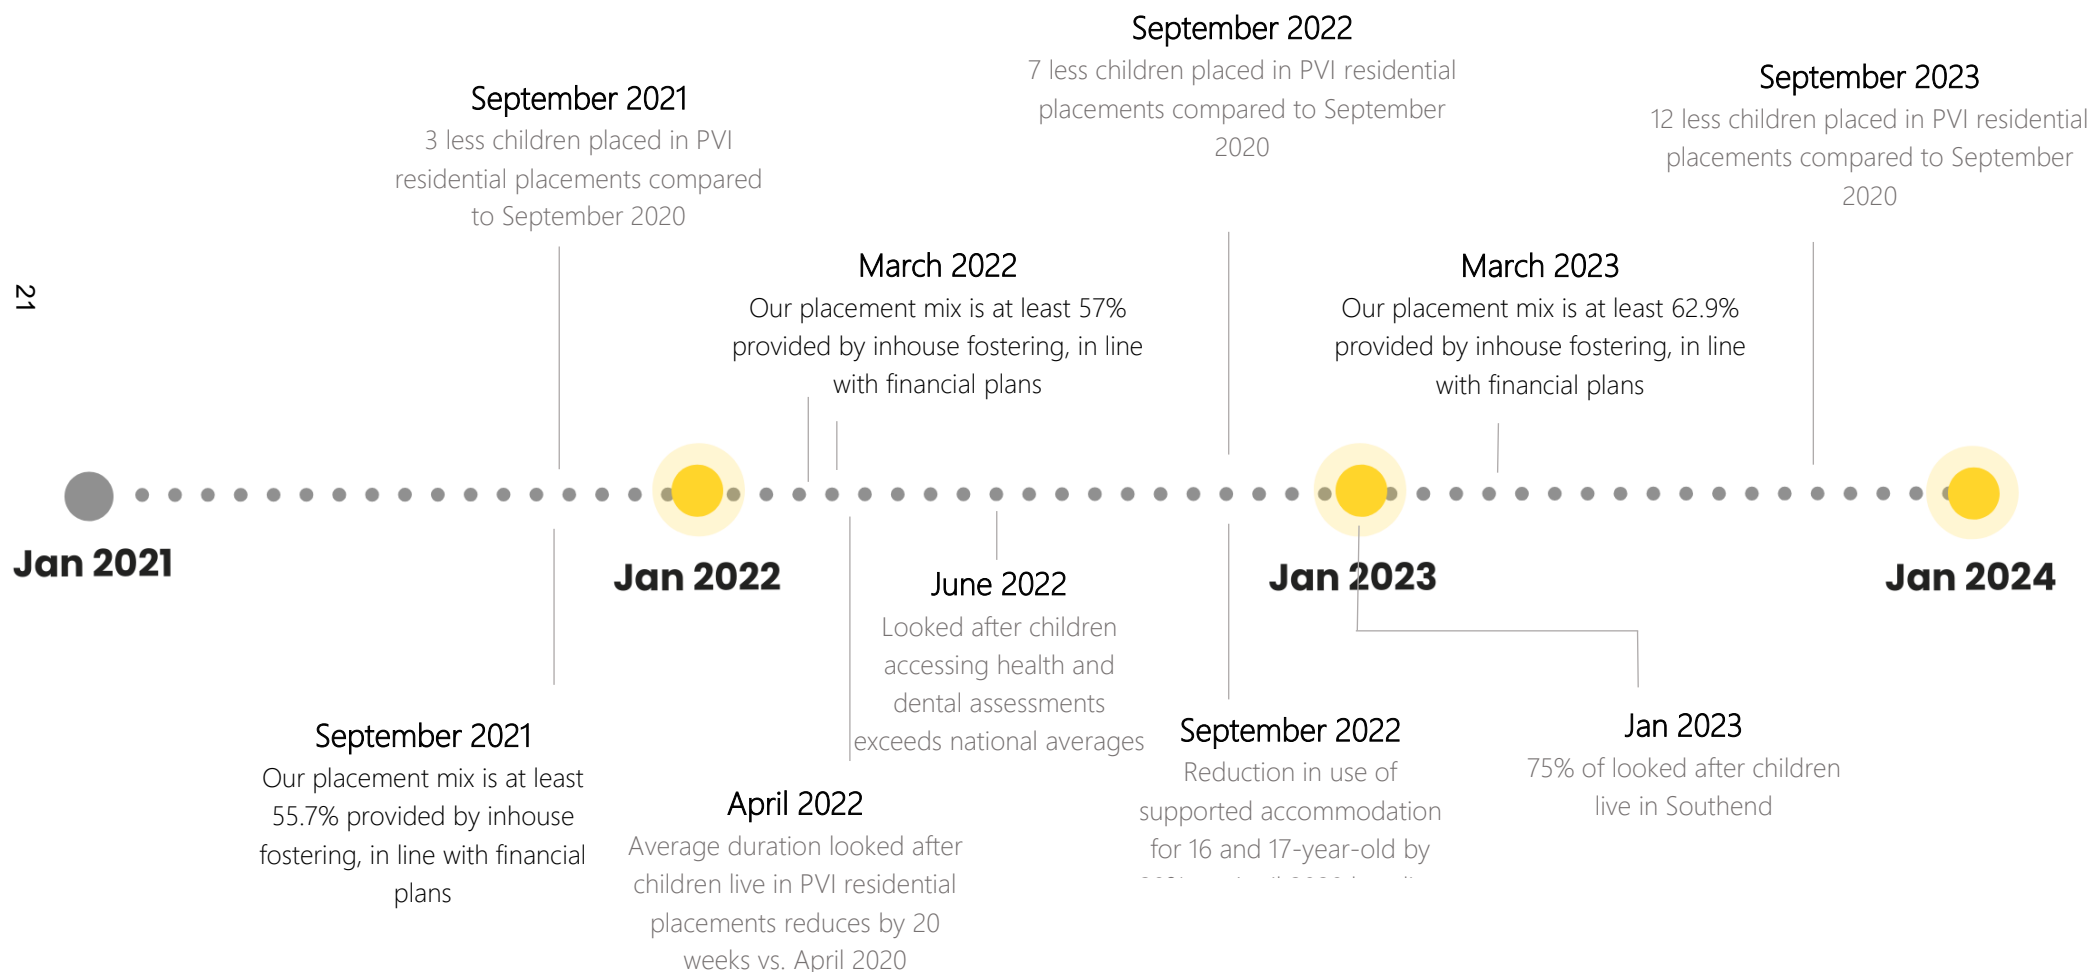 September 2022
7 less children placed in PVI residential
placements compared to September
2020
September 2023
12 less children placed in PVI residential
placements compared to September
2020
September 2021
3 less children placed in PVI
residential placements compared
to September 2020
March 2022
Our placement mix is at least 57%
provided by inhouse fostering, in line
with financial plans
March 2023
Our placement mix is at least 62.9%
provided by inhouse fostering, in line
with financial plans
21
Jan 2021
Jan 2022
Jan 2023
Jan 2024
June 2022
Looked after children
accessing health and
dental assessments
exceeds national averages
September 2021
Our placement mix is at least
55.7% provided by inhouse
fostering, in line with financial
plans
April 2022
Average duration looked after
children live in PVI residential
placements reduces by 20
weeks vs. April 2020
September 2022
Reduction in use of
supported accommodation
for 16 and 17-year-old by
Jan 2023
75% of looked after children
live in Southend